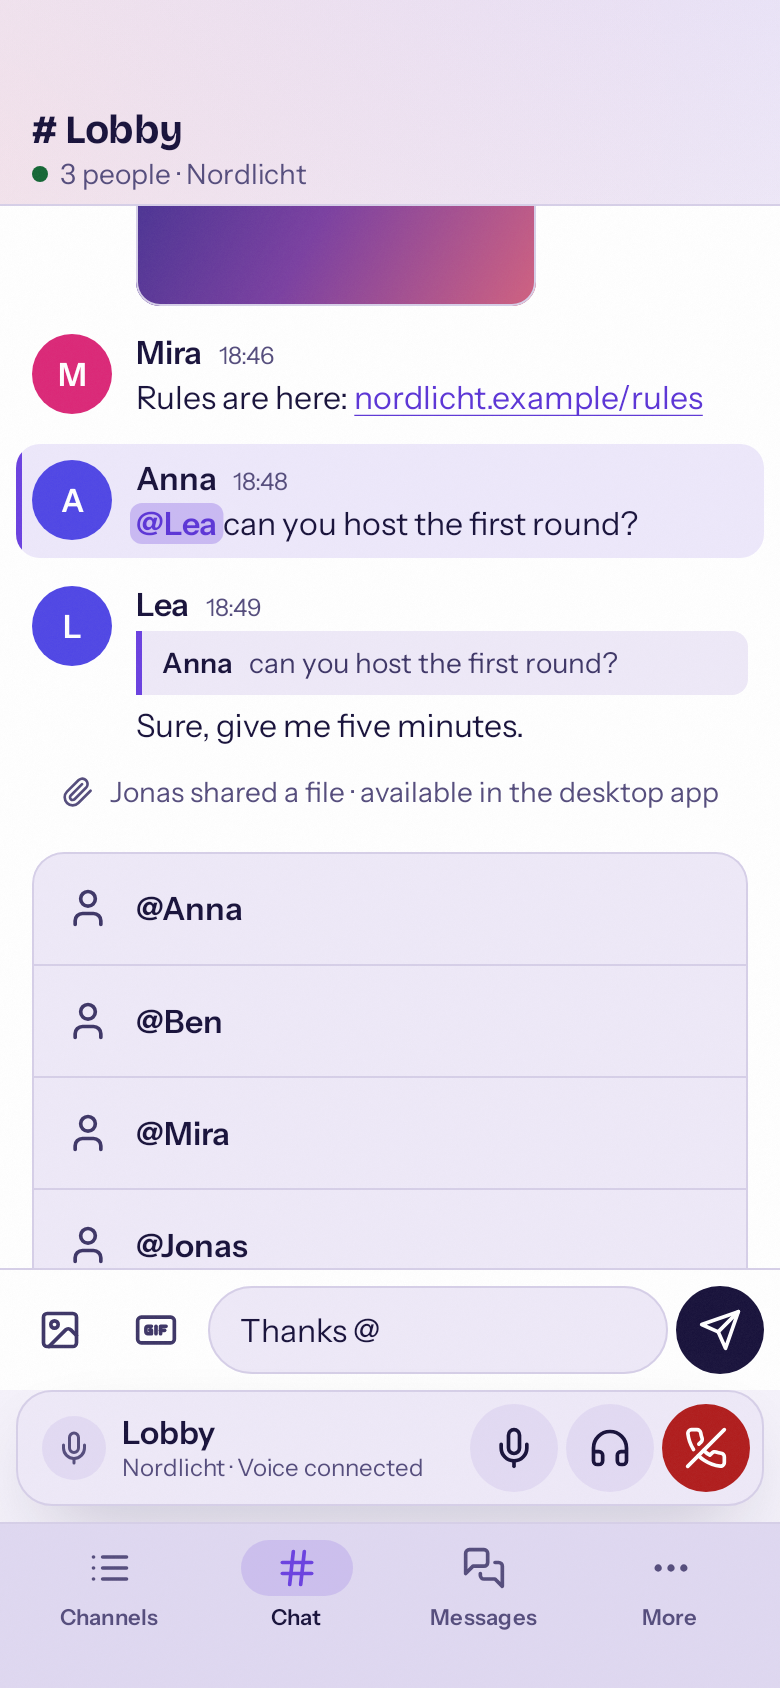 # Lobby
3 people · Nordlicht
M
Mira 18:46
Rules are here: nordlicht.example/rules
A
Anna 18:48
@Lea can you host the first round?
L
Lea 18:49
Anna can you host the first round?
Sure, give me five minutes.
Jonas shared a file · available in the desktop app
@Anna
@Ben
@Mira
@Jonas
GIF
Thanks @
Lobby
Nordlicht · Voice connected
Channels
Chat
Messages
More